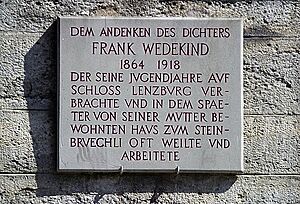 DEM ANDENKEN DES DICHTERS
FRANK WEDEKIND
1864 1918
DER SEINE JVGENDJAHRE AVF
SCHLOSS LENZBVRG VER-
BRACHTE VND IN DEM SPAE-
TER VON SEINER MVTTER BE-
WOHNTEN HAVS ZVM STEIN-
BRVECHLI OFT WEILTE VND
ARBEITETE